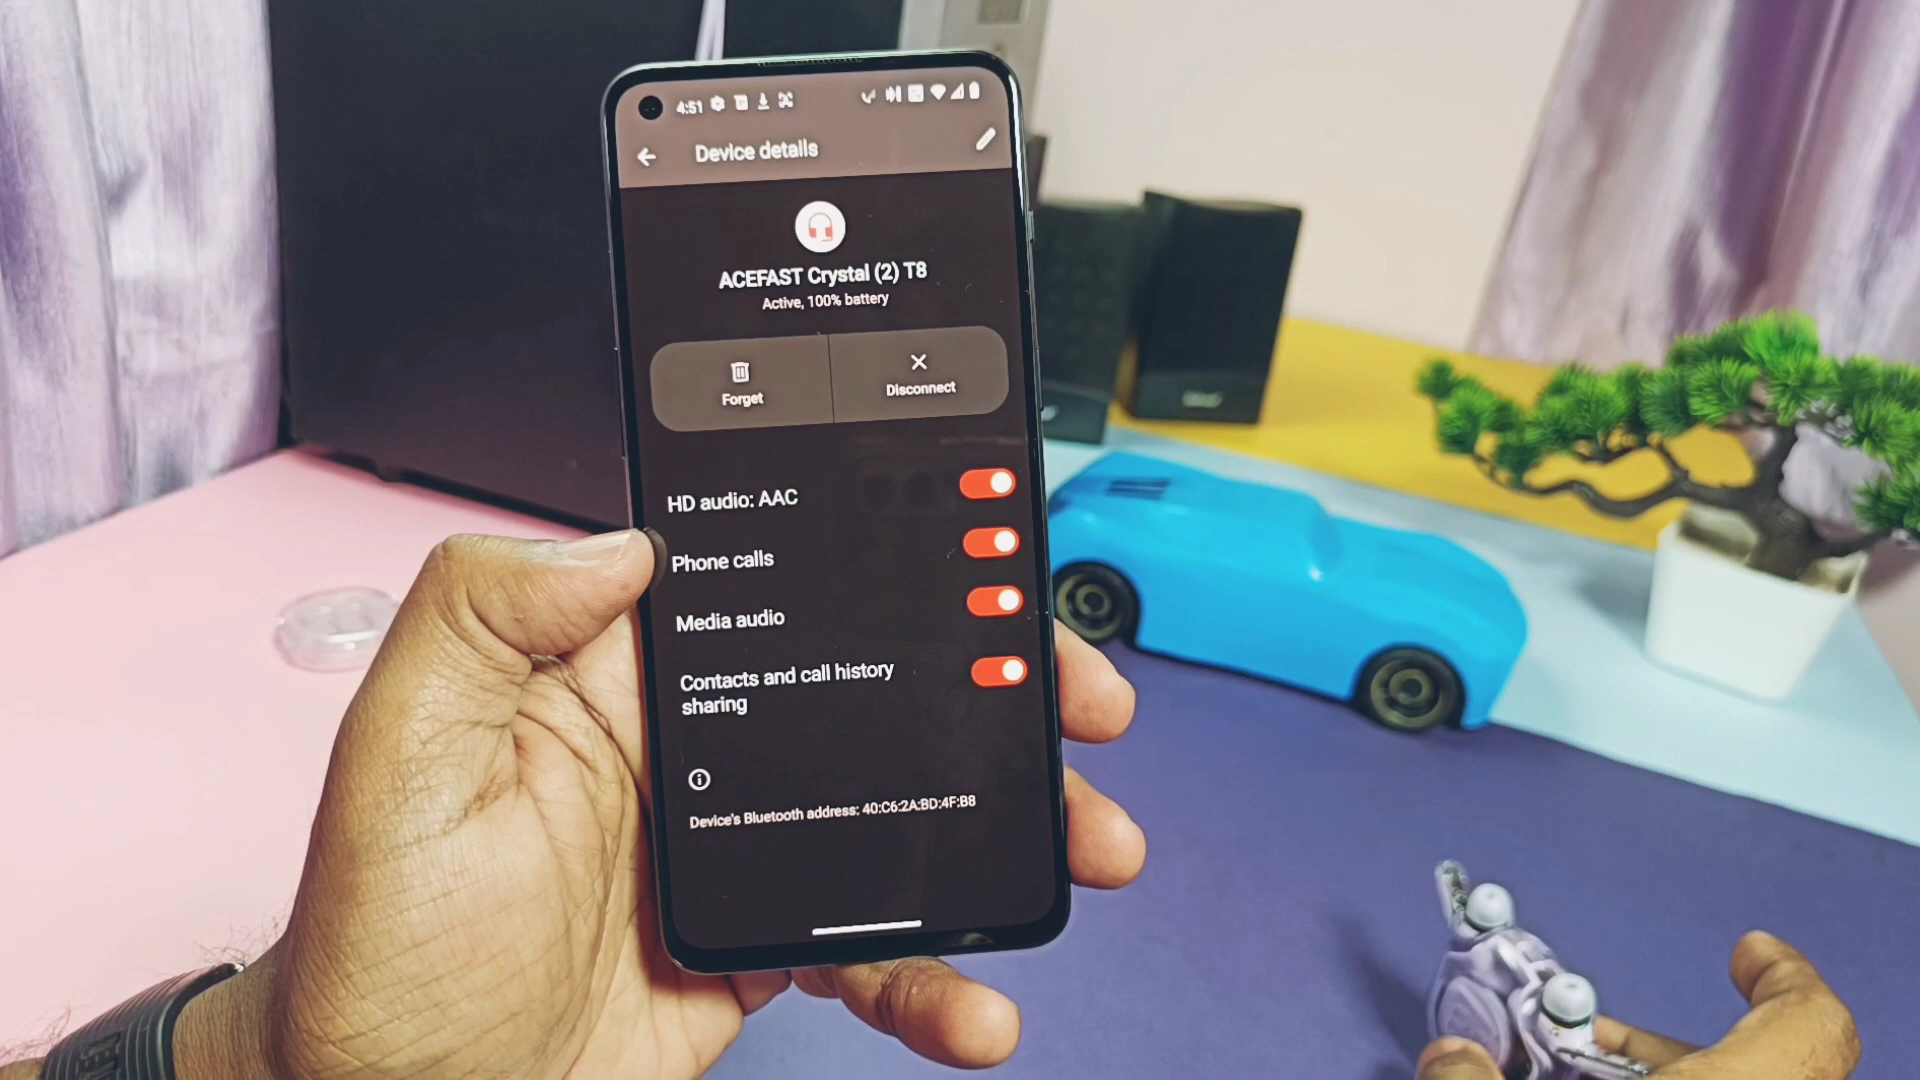 4:51
Device details
ACEFAST Crystal (2) T8
Active, 100% battery
Forget
Disconnect
HD audio: AAC
Phone calls
Media audio
Contacts and call history
sharing
Device's Bluetooth address: 40:C6:2A:BD:4F:B8